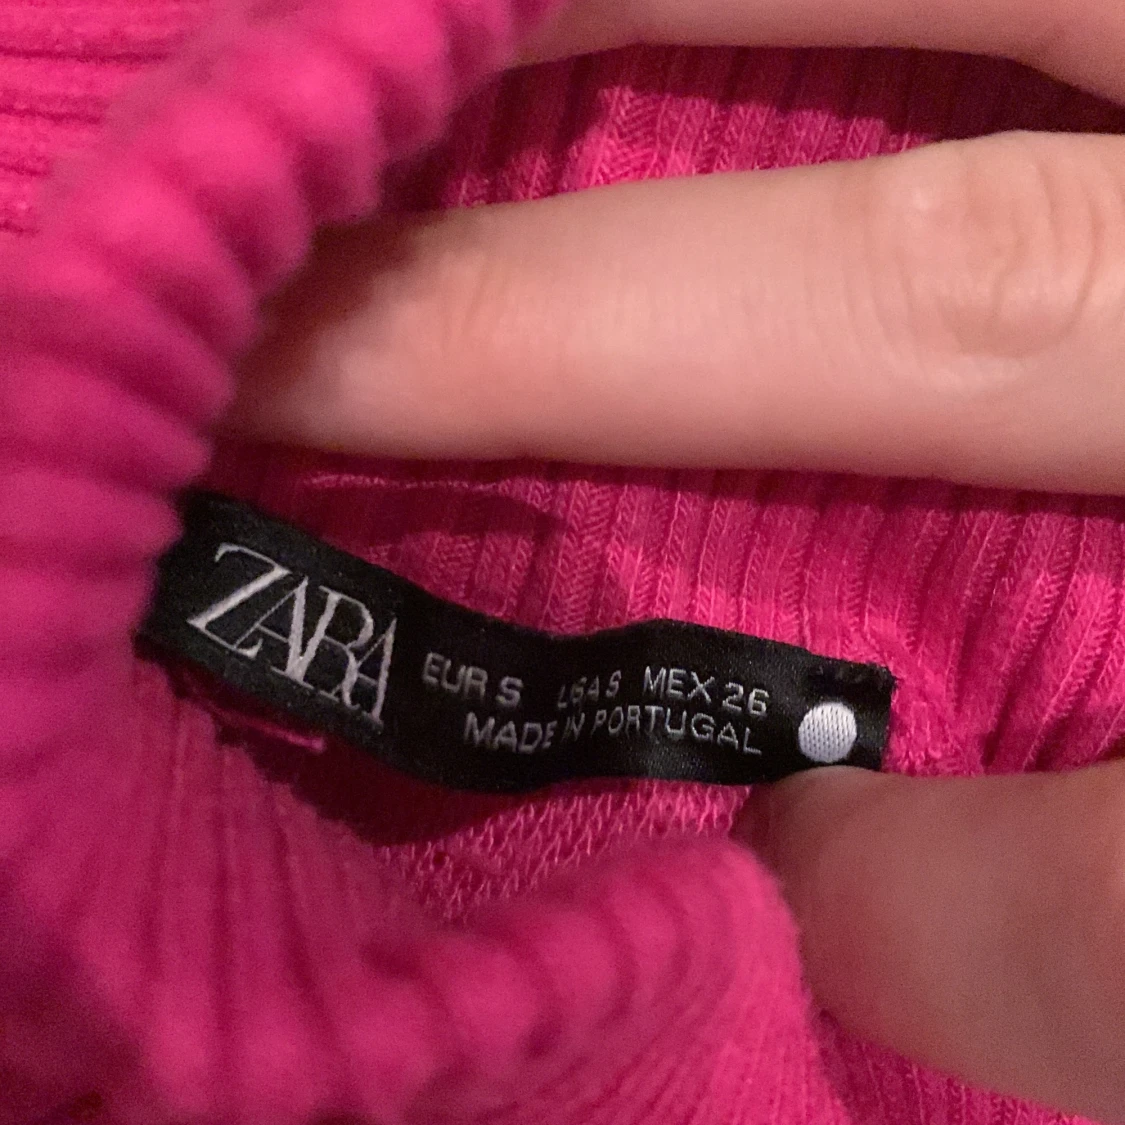 ZARA
EUR S USA S MEX 26
MADE IN PORTUGAL